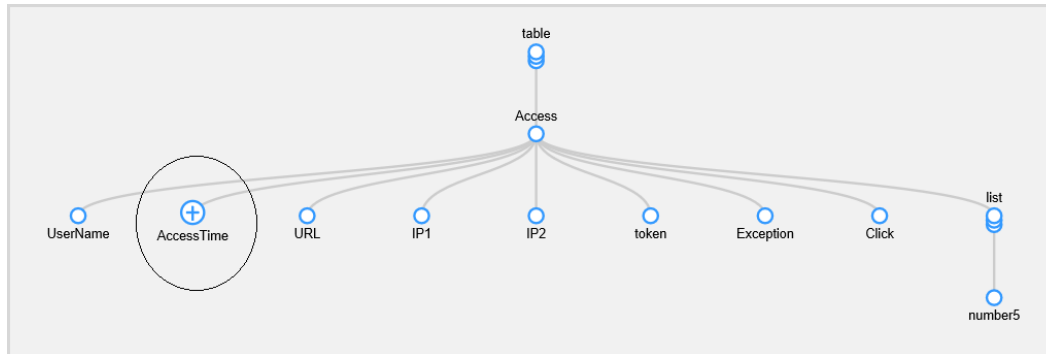 table
Access
list
UserName
AccessTime
URL
IP1
IP2
token
Exception
Click
number5